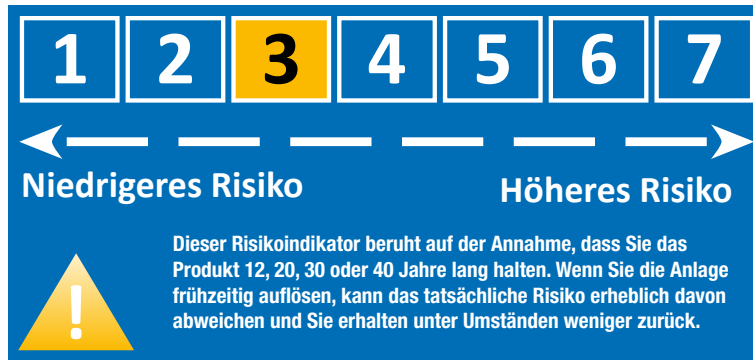 1 2 3 4 5 6 7
Niedrigeres Risiko Höheres Risiko
Dieser Risikoindikator beruht auf der Annahme, dass Sie das
Produkt 12, 20, 30 oder 40 Jahre lang halten. Wenn Sie die Anlage
frühzeitig auflösen, kann das tatsächliche Risiko erheblich davon
abweichen und Sie erhalten unter Umständen weniger zurück.
!